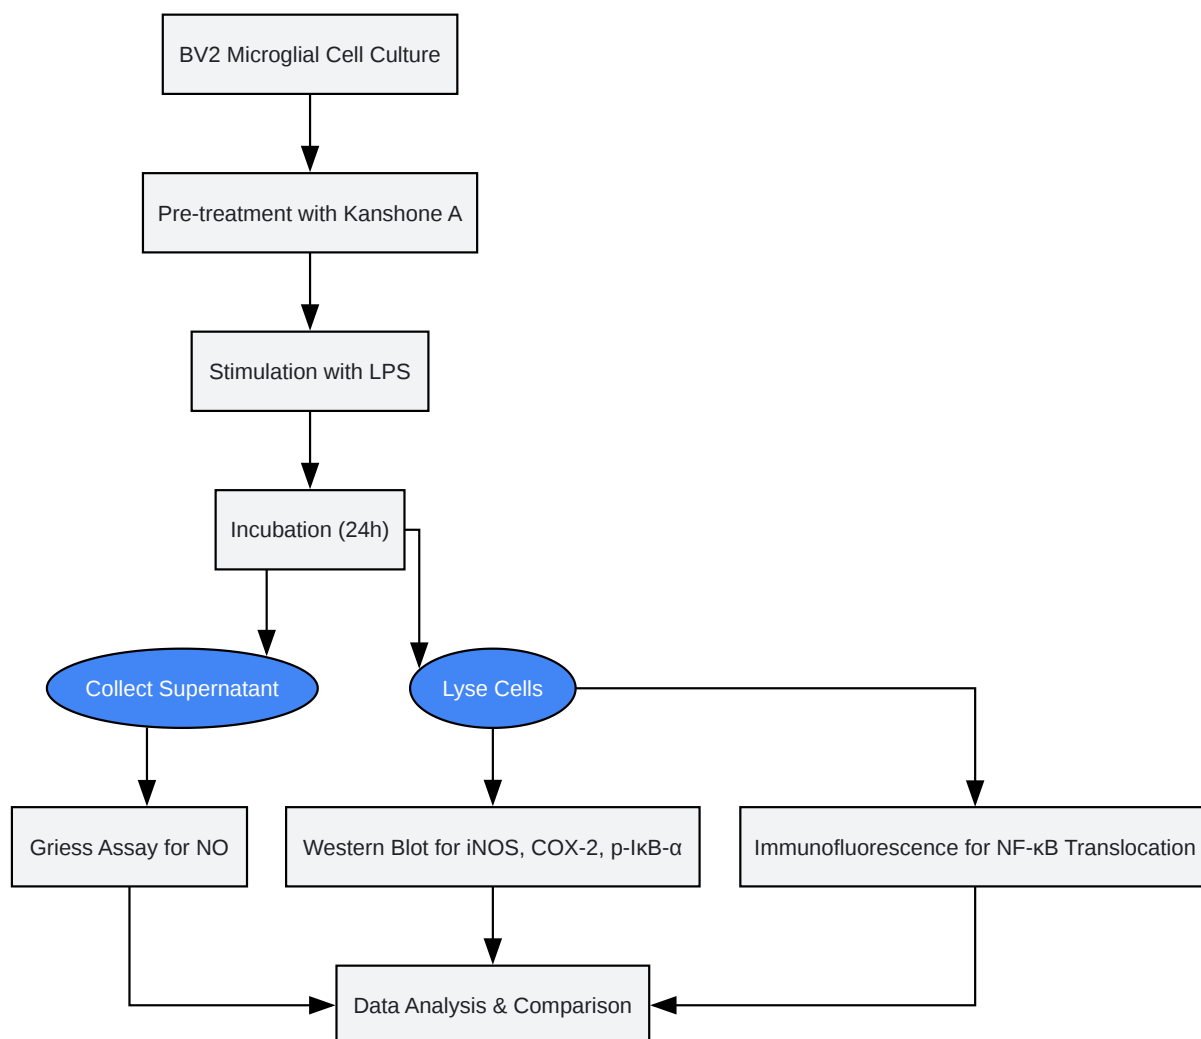 BV2 Microglial Cell Culture
Pre-treatment with Kanshone A
Stimulation with LPS
Incubation (24h)
Collect Supernatant
Lyse Cells
Griess Assay for NO
Western Blot for iNOS, COX-2, p-IκB-α
Immunofluorescence for NF-κB Translocation
Data Analysis & Comparison